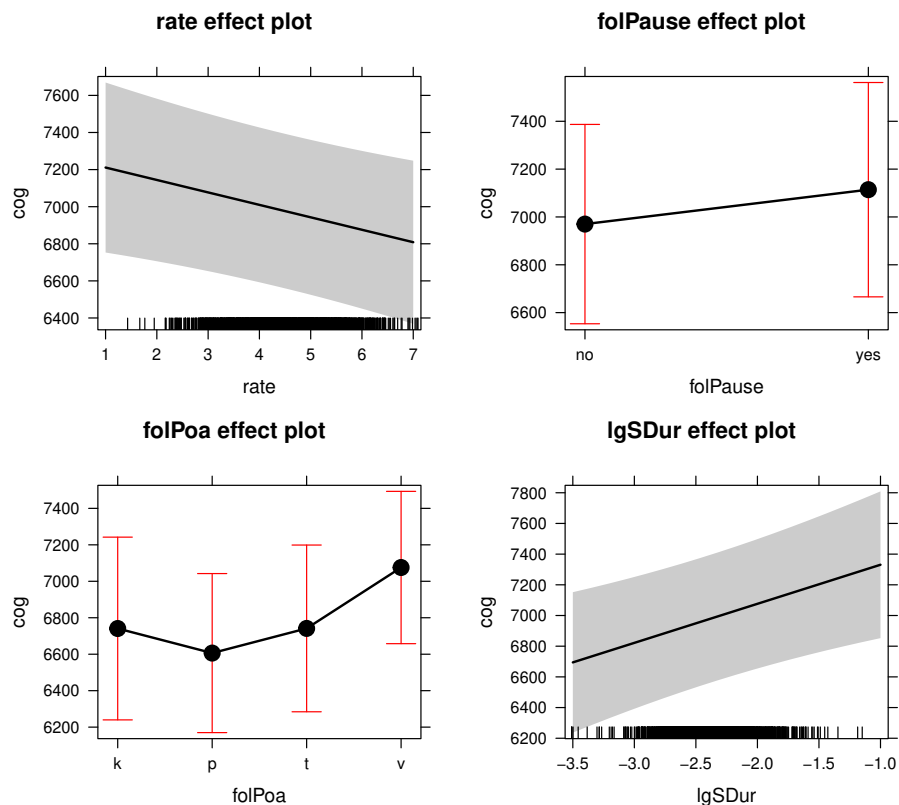 rate effect plot
cog
7600
7400
7200
7000
6800
6600
6400
1 2 3 4 5 6 7
rate
folPause effect plot
cog
7400
7200
7000
6800
6600
no yes
folPause
folPoa effect plot
cog
7400
7200
7000
6800
6600
6400
6200
k p t v
folPoa
lgSDur effect plot
cog
7800
7600
7400
7200
7000
6800
6600
6400
6200
−3.5 −3.0 −2.5 −2.0 −1.5 −1.0
lgSDur